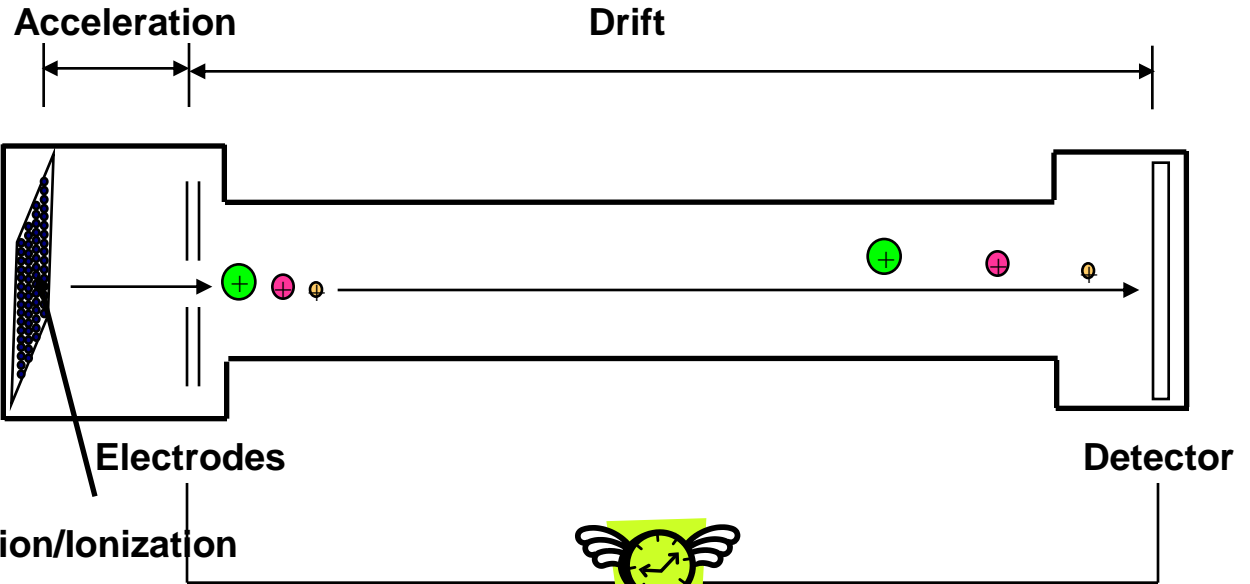 Acceleration
Drift
+ + + + + +
Electrodes
Detector
ion/Ionization